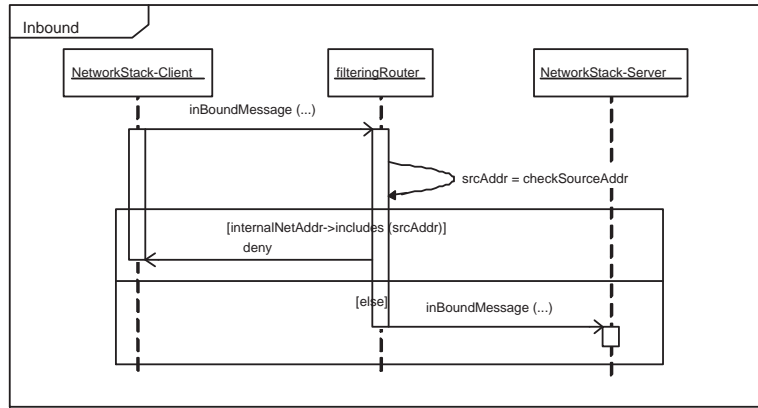 Inbound
NetworkStack-Client
filteringRouter
NetworkStack-Server
inBoundMessage (...)
srcAddr = checkSourceAddr
[internalNetAddr->includes (srcAddr)]
deny
[else]
inBoundMessage (...)